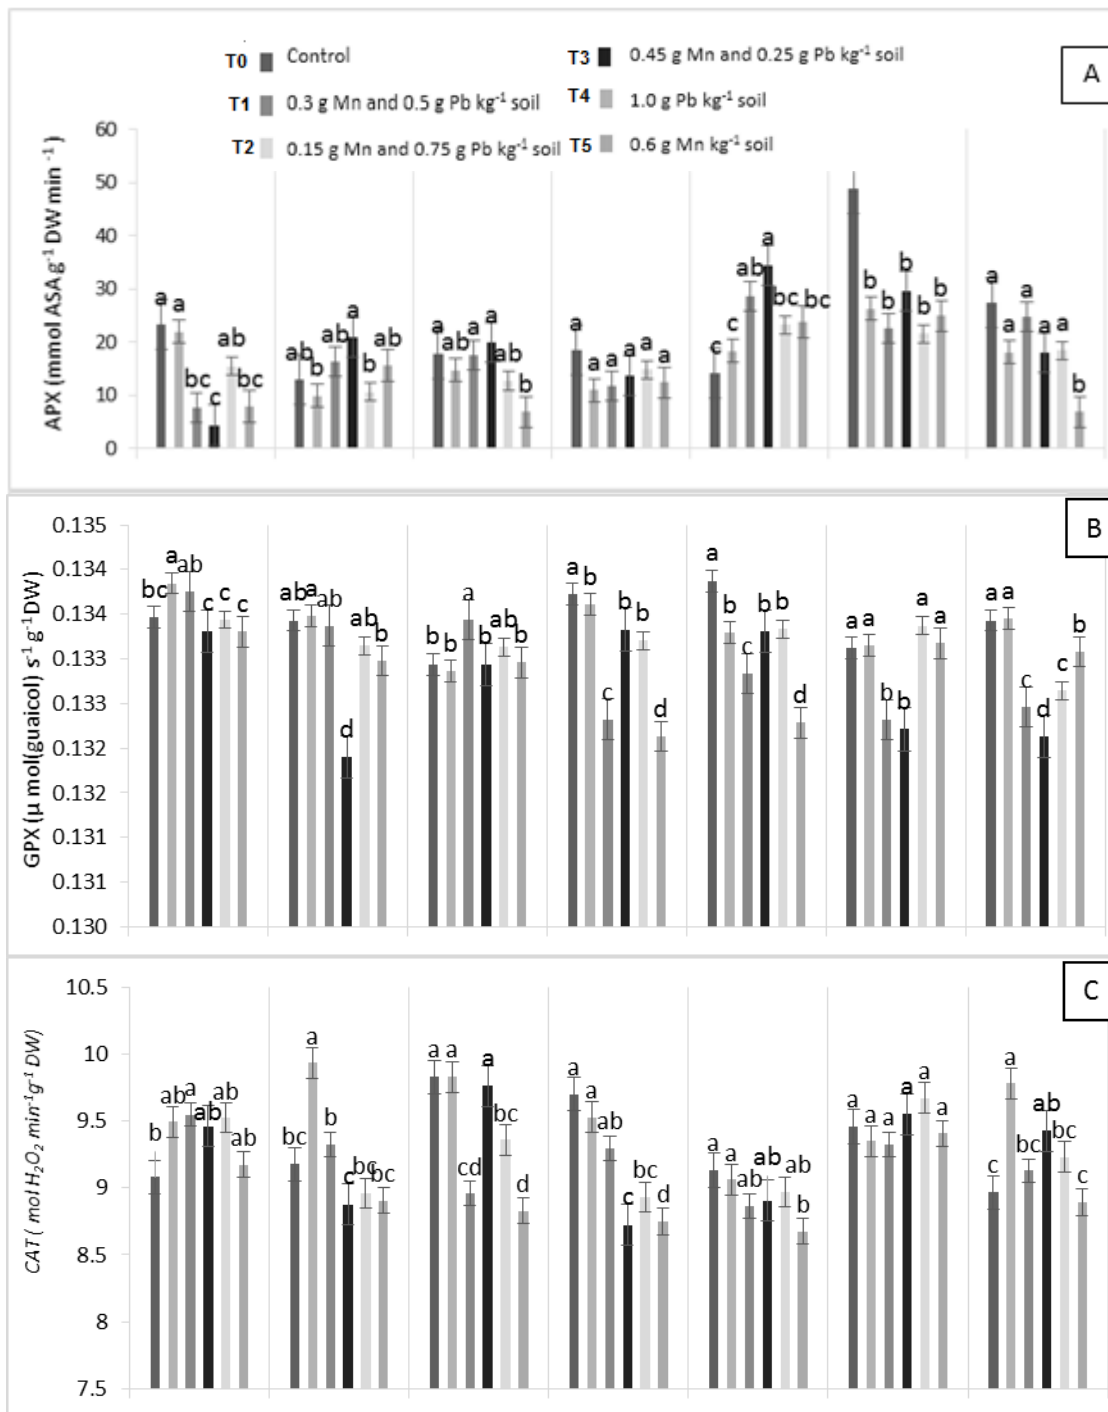 T0 Control
T3 0.45 g Mn and 0.25 g Pb kg⁻¹ soil
A
T1 0.3 g Mn and 0.5 g Pb kg⁻¹ soil
T4 1.0 g Pb kg⁻¹ soil
T2 0.15 g Mn and 0.75 g Pb kg⁻¹ soil
T5 0.6 g Mn kg⁻¹ soil
APX (mmol ASA g⁻¹ DW min ⁻¹)
60
50
40
30
20
10
0
a a bc c ab bc
ab b ab a b ab
a ab a a ab b
a a a a a a
c c ab a bc bc
b b b b b
a a a a a b
B
GPX (µ mol(guaicol) s⁻¹ g⁻¹DW)
0.135
0.134
0.134
0.133
0.133
0.132
0.132
0.131
0.131
0.130
bc a ab c c c
ab a ab d ab b
b b a b ab b
a b c b b d
a b c b b d
a a b b a a
a a c d c b
C
CAT ( mol H₂O₂ min⁻¹g⁻¹ DW)
10.5
10
9.5
9
8.5
8
7.5
b ab a ab ab ab
bc a b c bc bc
a a cd a bc d
a a ab c bc d
a a ab ab ab b
a a a a a a
c a bc ab bc c